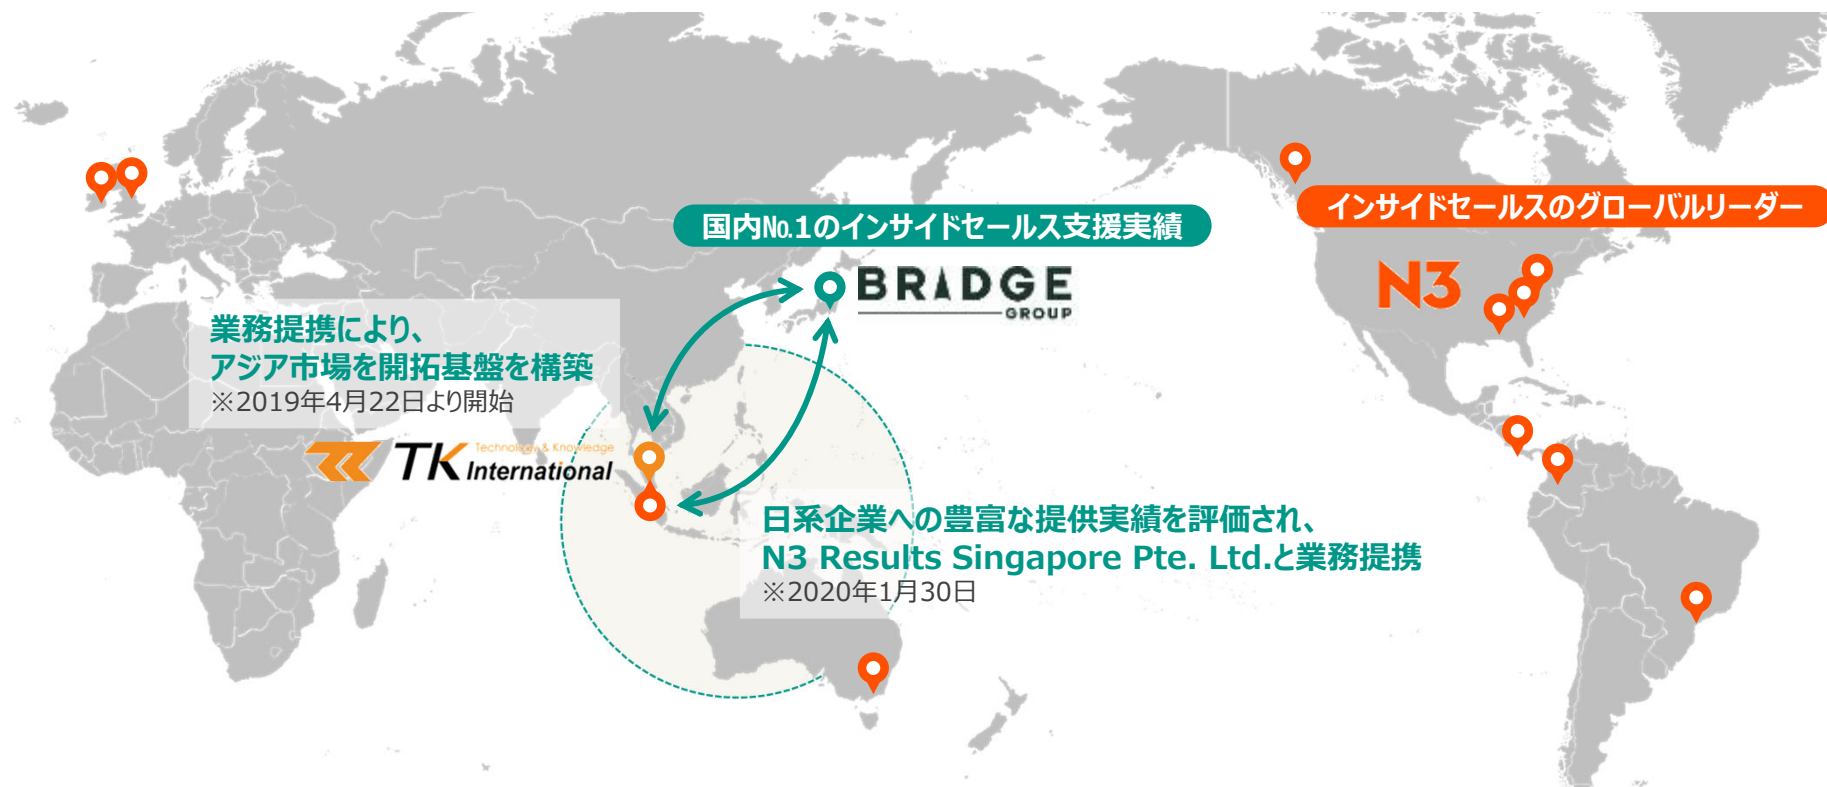 国内№1のインサイドセールス支援実績
インサイドセールスのグローバルリーダー
BRIDGE
GROUP
N3
業務提携により、
アジア市場を開拓基盤を構築
※2019年4月22日より開始
TK Technology & Knowledge
International
日系企業への豊富な提供実績を評価され、
N3 Results Singapore Pte. Ltd.と業務提携
※2020年1月30日